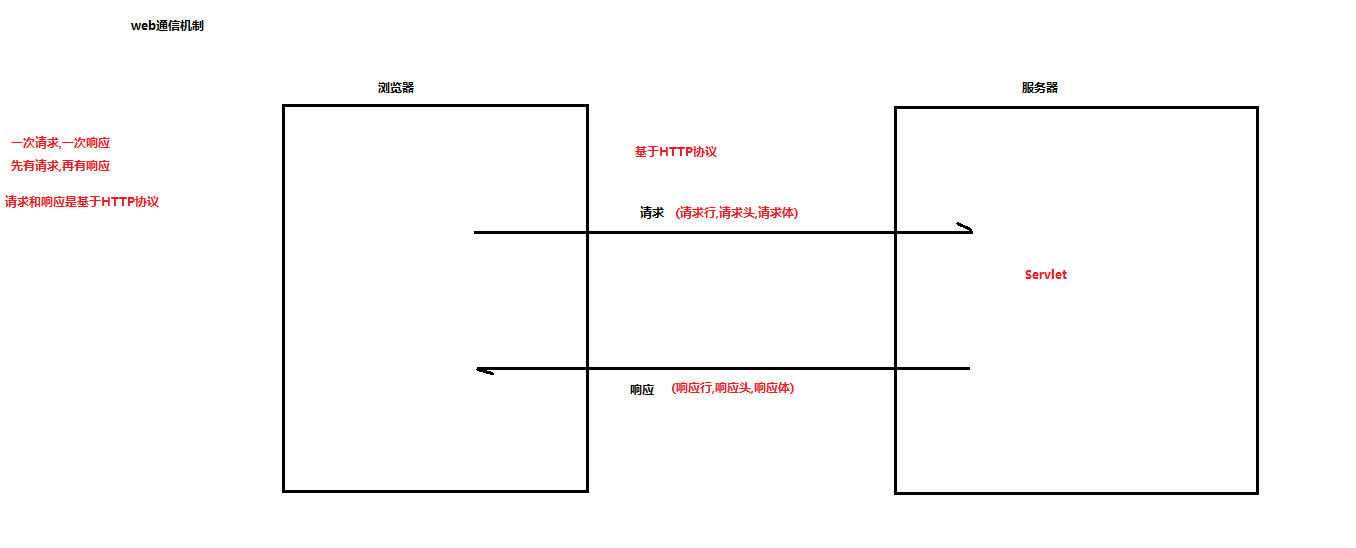 web通信机制
浏览器
服务器
一次请求,一次响应
先有请求,再有响应
请求和响应是基于HTTP协议
基于HTTP协议
请求 (请求行,请求头,请求体)
Servlet
响应 (响应行,响应头,响应体)